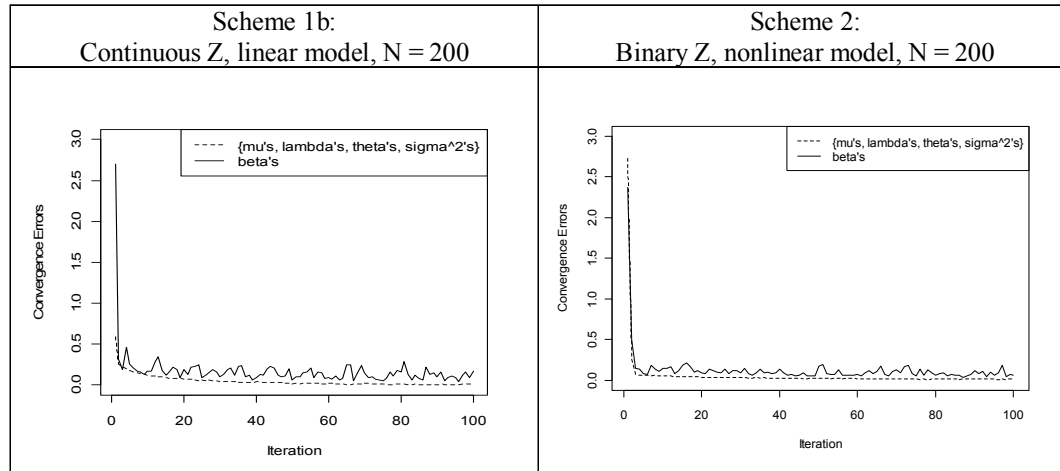 Scheme 1b:
Continuous Z, linear model, N = 200
Scheme 2:
Binary Z, nonlinear model, N = 200
{mu's, lambda's, theta's, sigma^2's}
beta's
Convergence Errors
3.0
2.5
2.0
1.5
1.0
0.5
0.0
0 20 40 60 80 100
Iteration
{mu's, lambda's, theta's, sigma^2's}
beta's
Convergence Errors
3.0
2.5
2.0
1.5
1.0
0.5
0.0
0 20 40 60 80 100
Iteration